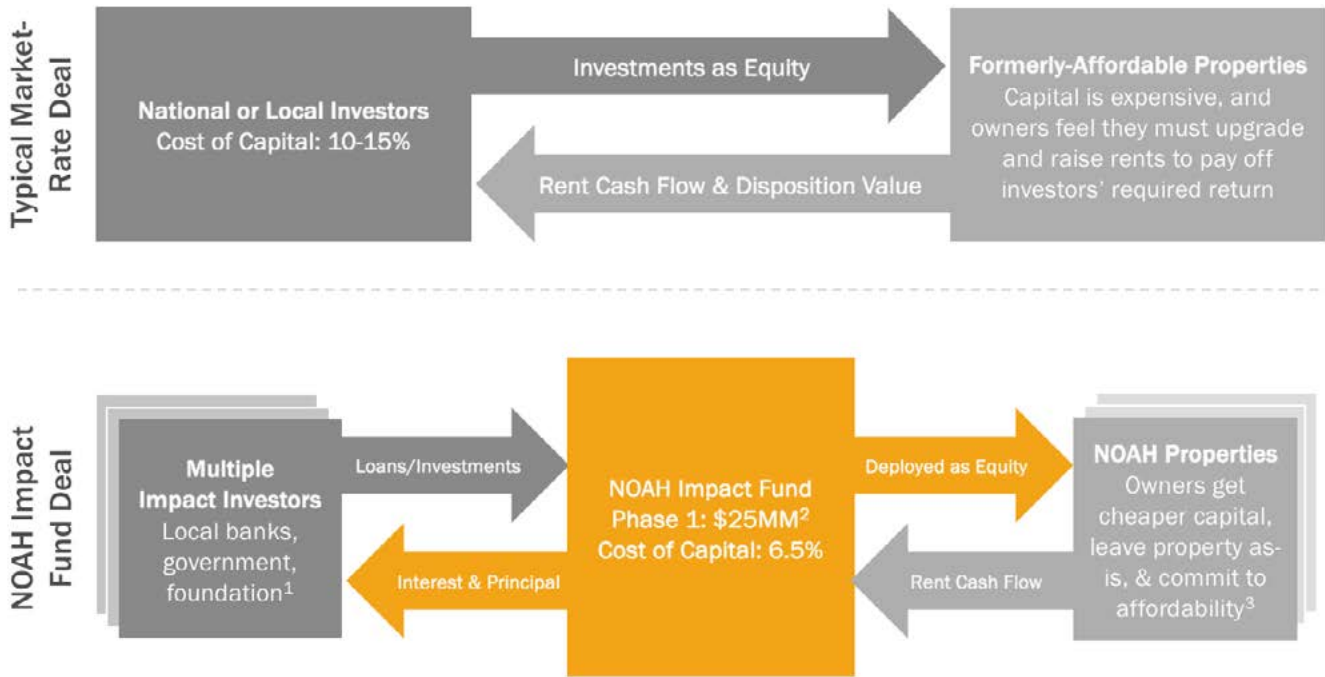 Typical Market-
Rate Deal
National or Local Investors
Cost of Capital: 10-15%
Investments as Equity
Rent Cash Flow & Disposition Value
Formerly-Affordable Properties
Capital is expensive, and
owners feel they must upgrade
and raise rents to pay off
investors' required return
NOAH Impact
Fund Deal
Multiple
Impact Investors
Local banks,
government,
foundation¹
Loans/Investments
Interest & Principal
NOAH Impact Fund
Phase 1: $25MM²
Cost of Capital: 6.5%
Deployed as Equity
Rent Cash Flow
NOAH Properties
Owners get
cheaper capital,
leave property as-
is, & commit to
affordability³